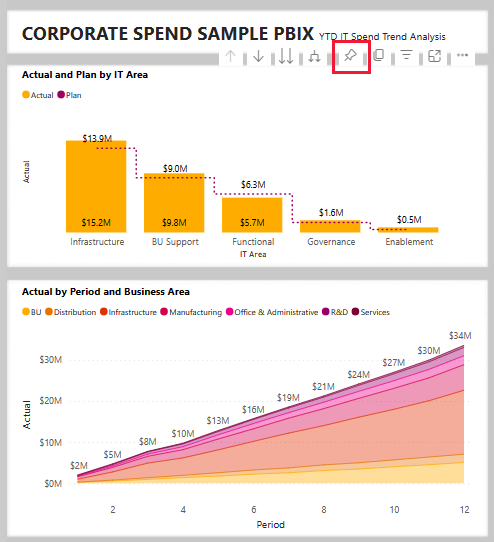 CORPORATE SPEND SAMPLE PBIX YTD IT Spend Trend Analysis
Actual and Plan by IT Area
Actual Plan
$13.9M
$9.0M
$6.3M
$1.6M
$0.5M
Actual
$15.2M $9.8M $5.7M
Infrastructure BU Support Functional Governance Enablement
IT Area
Actual by Period and Business Area
BU Distribution Infrastructure Manufacturing Office & Administrative R&D Services
$34M
$30M
$27M
$24M
$21M
$19M
$16M
$13M
$10M
$8M
$5M
$2M
$30M
$20M
$10M
$0M
Actual
2 4 6 8 10 12
Period